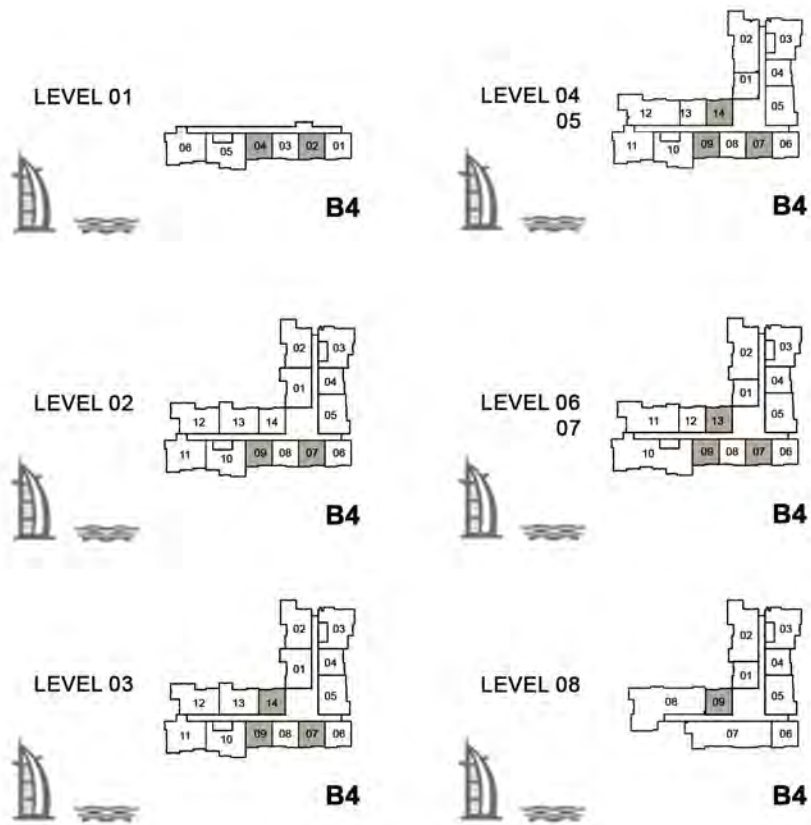 LEVEL 01
06 05 04 03 02 01
B4
LEVEL 04
05
02 03
01 04
05
12 13 14
11 10 09 08 07 06
B4
LEVEL 02
02 03
01 04
05
12 13 14
11 10 09 08 07 06
B4
LEVEL 06
07
02 03
01 04
05
11 12 13
10 09 08 07 06
B4
LEVEL 03
02 03
01 04
05
12 13 14
11 10 09 08 07 06
B4
LEVEL 08
02 03
01 04
05
08 09
07 06
B4